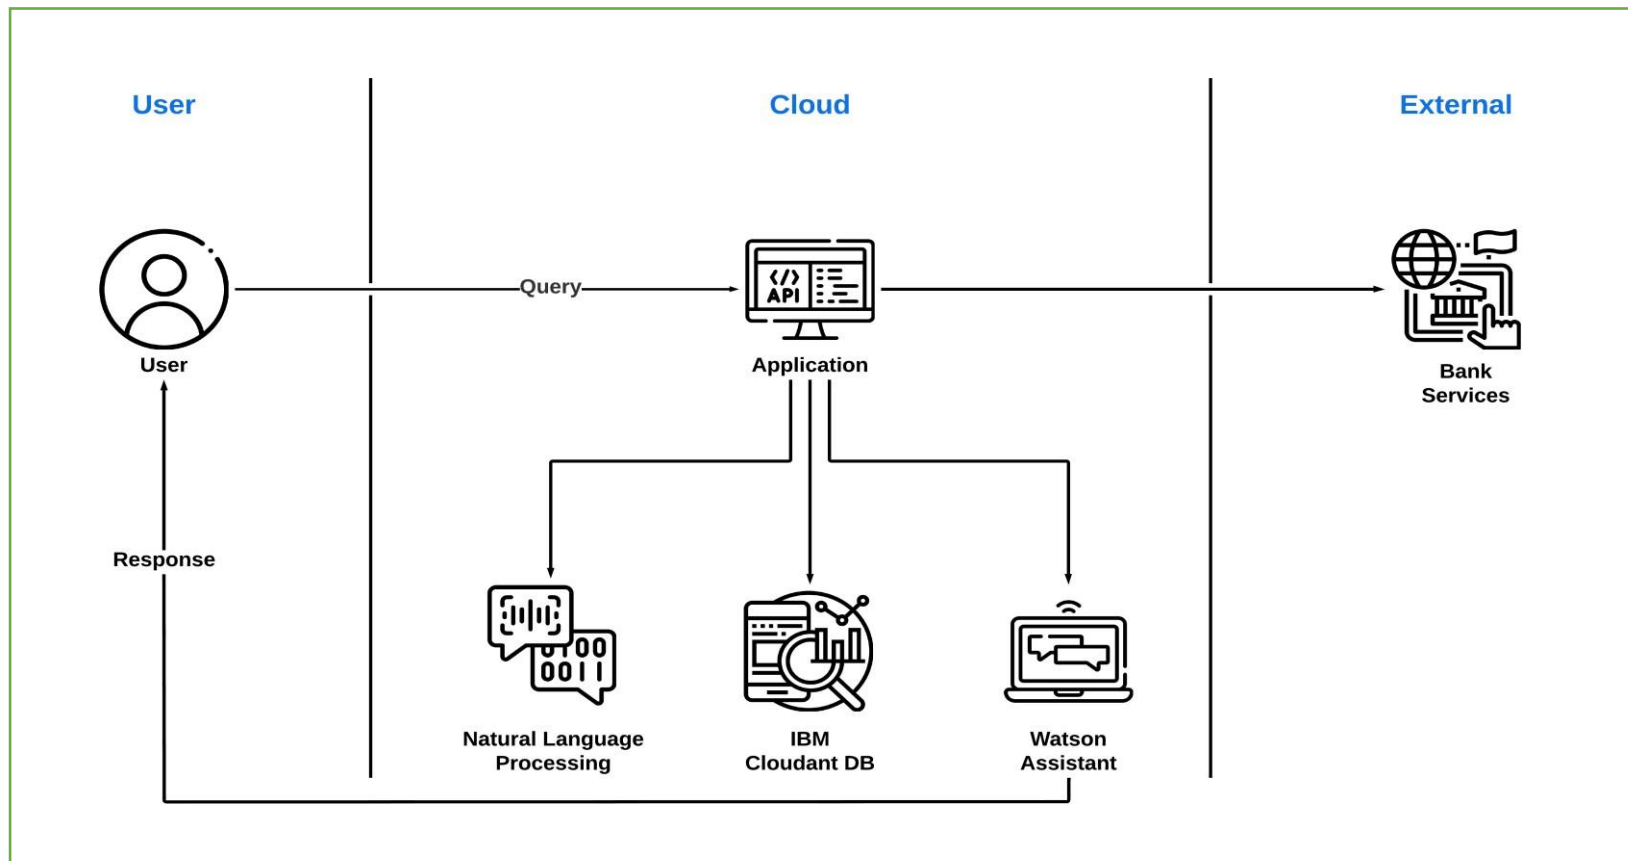 User
Cloud
External
Query
</>
API
User
Application
Bank
Services
Response
0100
0011
Natural Language
Processing
IBM
Cloudant DB
Watson
Assistant